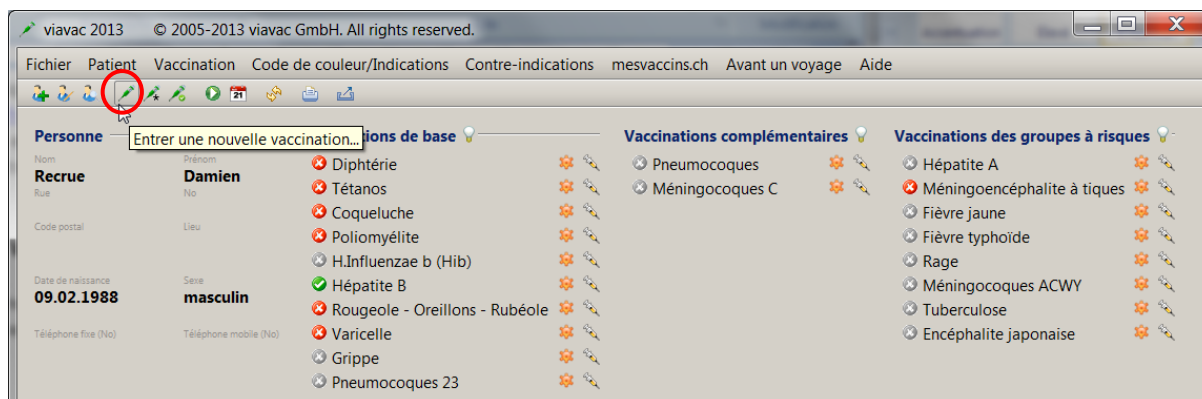 viavac 2013 © 2005-2013 viavac GmbH. All rights reserved.
Fichier Patient Vaccination Code de couleur/Indications Contre-indications mesvaccins.ch Avant un voyage Aide
21
Entrer une nouvelle vaccination...
Personne
Nom Prénom
Recrue Damien
Rue No
Code postal Lieu
Date de naissance Sexe
09.02.1988 masculin
Téléphone fixe (No) Téléphone mobile (No)
tions de base
Diphtérie
Tétanos
Coqueluche
Poliomyélite
H.Influenzae b (Hib)
Hépatite B
Rougeole - Oreillons - Rubéole
Varicelle
Grippe
Pneumocoques 23
Vaccinations complémentaires
Pneumocoques
Méningocoques C
Vaccinations des groupes à risques
Hépatite A
Méningoencéphalite à tiques
Fièvre jaune
Fièvre typhoïde
Rage
Méningocoques ACWY
Tuberculose
Encéphalite japonaise